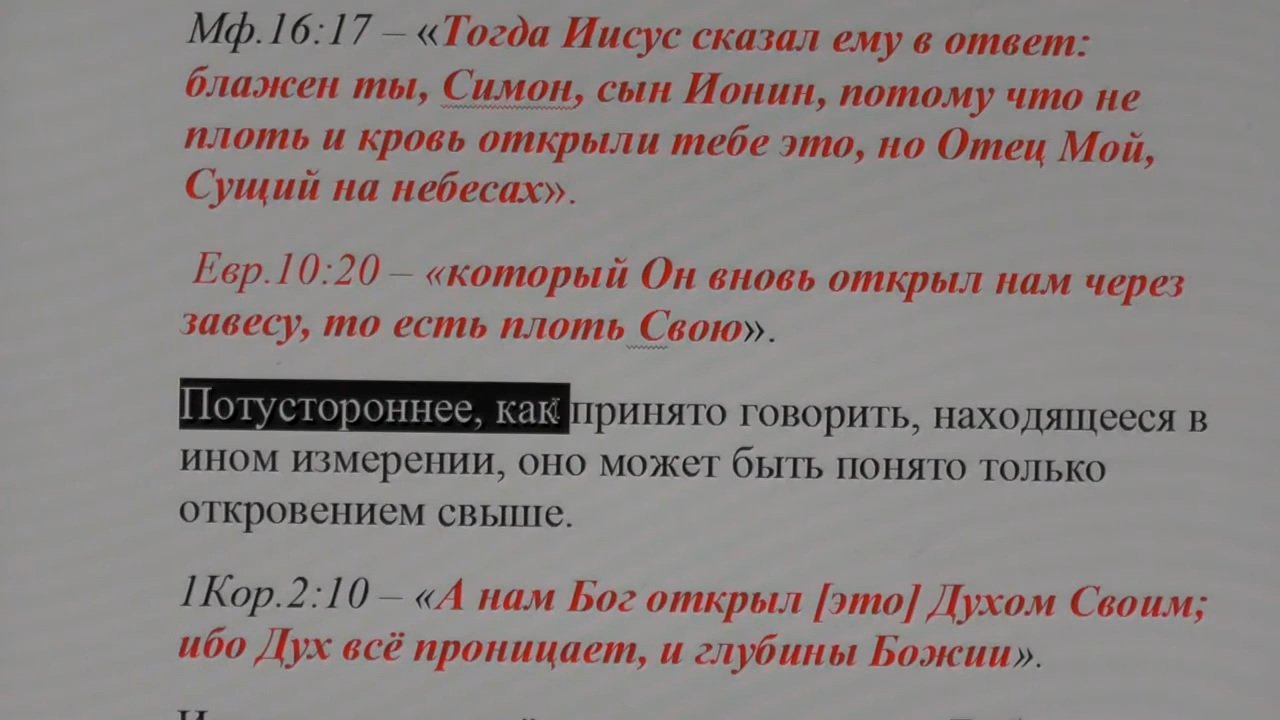 Мф.16:17 – «Тогда Иисус сказал ему в ответ:
блажен ты, Симон, сын Ионин, потому что не
плоть и кровь открыли тебе это, но Отец Мой,
Сущий на небесах».
Евр.10:20 – «который Он вновь открыл нам через
завесу, то есть плоть Свою».
Потустороннее, как принято говорить, находящееся в
ином измерении, оно может быть понято только
откровением свыше.
1Кор.2:10 – «А нам Бог открыл [это] Духом Своим;
ибо Дух всё проницает, и глубины Божии».